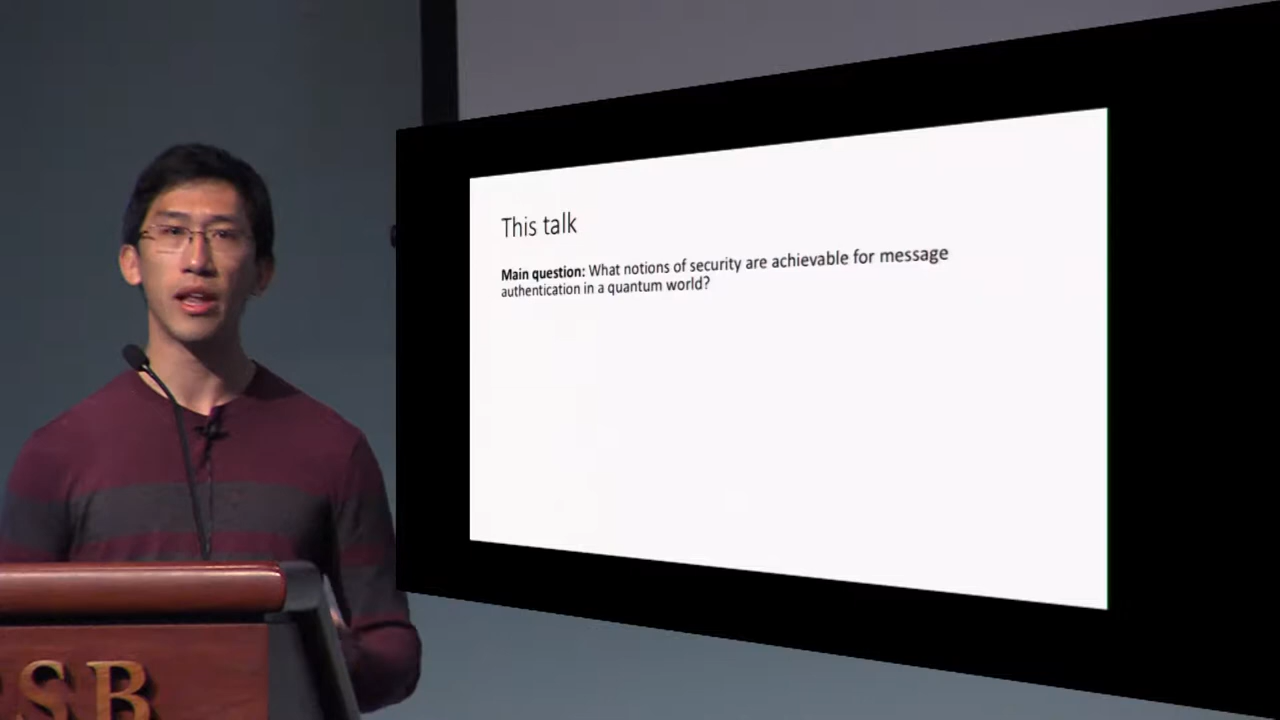 This talk
Main question: What notions of security are achievable for message
authentication in a quantum world?
SB